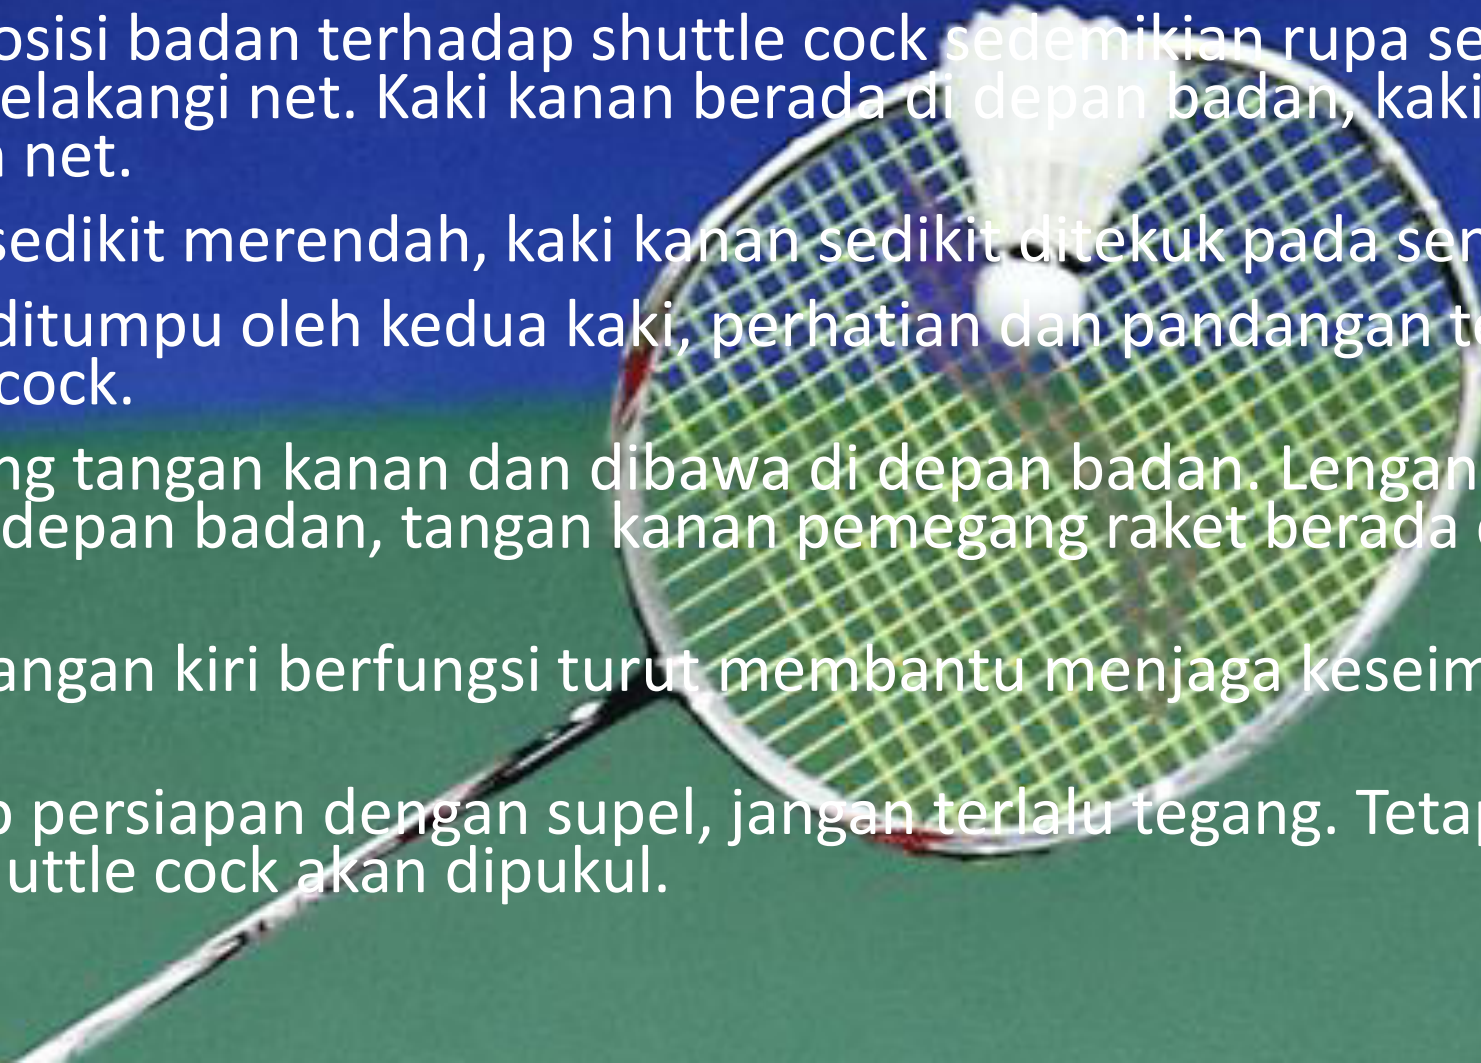 osisi badan terhadap shuttle cock sedemikian rupa se
elakangi net. Kaki kanan berada di depan badan, kaki
net.
sedikit merendah, kaki kanan sedikit ditekuk pada sen
ditumpu oleh kedua kaki, perhatian dan pandangan t
cock.
ng tangan kanan dan dibawa di depan badan. Lengan
depan badan, tangan kanan pemegang raket berada
angan kiri berfungsi turut membantu menjaga keseim
persiapan dengan supel, jangan terlalu tegang. Teta
uttle cock akan dipukul.